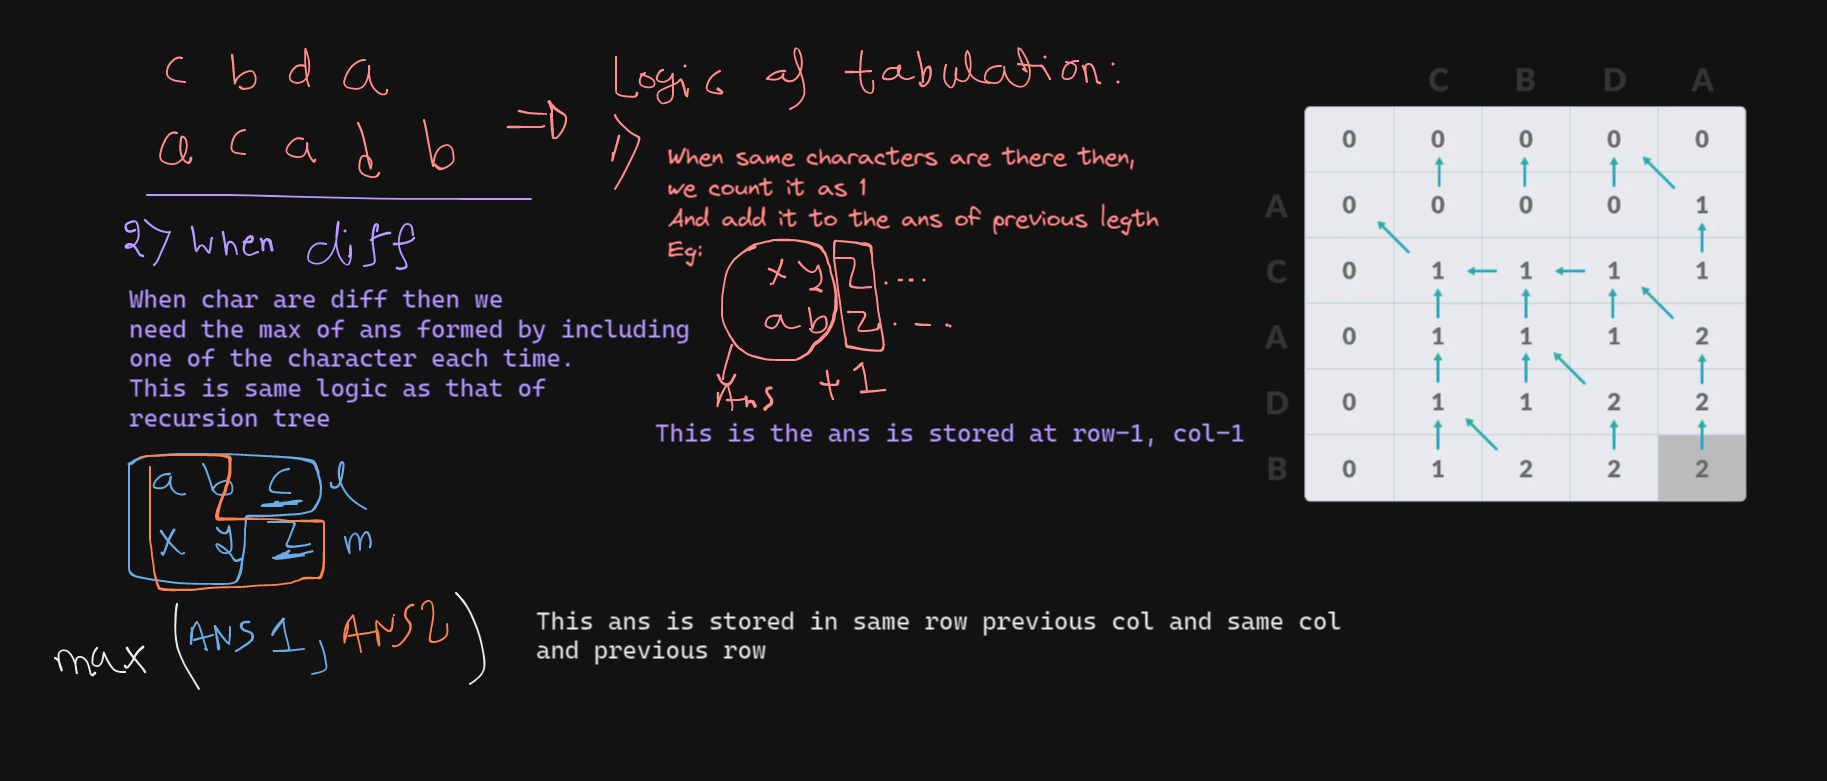 c b d a
a c a d b
=>
Logic of tabulation:
1)
When same characters are there then,
we count it as 1
And add it to the ans of previous legth
Eg:
x y z ....
a b z . - - .
Ans + 1
This is the ans is stored at row-1, col-1
2) When diff
When char are diff then we
need the max of ans formed by including
one of the character each time.
This is same logic as that of
recursion tree
a b c l
x y z m
max (ANS 1, ANS2)
This ans is stored in same row previous col and same col
and previous row
C B D A
0 0 0 0 0
A 0 0 0 0 1
C 0 1 1 1 1
A 0 1 1 1 2
D 0 1 1 2 2
B 0 1 2 2 2